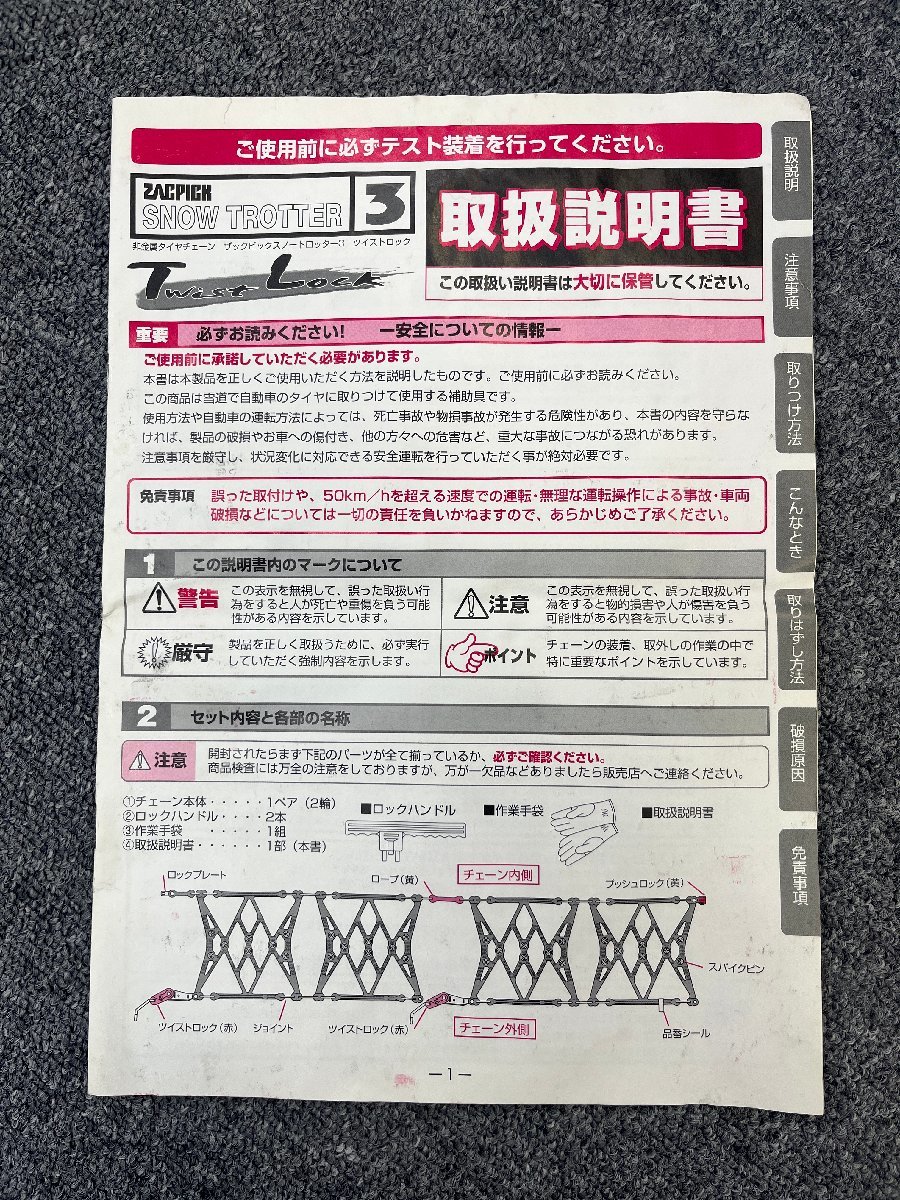 ご使用前に必ずテスト装着を行ってください。
ZACPICK
SNOW TROTTER 3
非金属タイヤチェーン ザックピックスノートロッター3 ツイストロック
Twist Lock
取扱説明書
この取扱い説明書は大切に保管してください。
重要 必ずお読みください! ー安全についての情報ー
ご使用前に承諾していただく必要があります。
本書は本製品を正しくご使用いただく方法を説明したものです。ご使用前に必ずお読みください。
この商品は雪道で自動車のタイヤに取りつけて使用する補助具です。
使用方法や自動車の運転方法によっては、死亡事故や物損事故が発生する危険性があり、本書の内容を守らな
ければ、製品の破損やお車への傷付き、他の方々への危害など、重大な事故につながる恐れがあります。
注意事項を厳守し、状況変化に対応できる安全運転を行っていただく事が絶対必要です。
免責事項 誤った取付けや、50km/hを超える速度での運転・無理な運転操作による事故・車両
破損などについては一切の責任を負いかねますので、あらかじめご了承ください。
1 この説明書内のマークについて
警告 この表示を無視して、誤った取扱い行
為をすると人が死亡や重傷を負う可能
性がある内容を示しています。
注意 この表示を無視して、誤った取扱い行
為をすると物的損害や人が傷害を負う
可能性がある内容を示しています。
厳守 製品を正しく取扱うために、必ず実行
していただく強制内容を示します。
ポイント チェーンの装着、取外しの作業の中で
特に重要なポイントを示しています。
2 セット内容と各部の名称
注意 開封されたらまず下記のパーツが全て揃っているか、必ずご確認ください。
商品検査には万全の注意をしておりますが、万が一欠品などありましたら販売店へご連絡ください。
①チェーン本体・・・・・1ペア(2輪)
②ロックハンドル・・・・2本
③作業手袋 ・・・・・・1組
④取扱説明書・・・・・・1部(本書)
■ロックハンドル
■作業手袋
■取扱説明書
ロックプレート
ロープ(黄)
チェーン内側
プッシュロック(黄)
スパイクピン
ツイストロック(赤)
ジョイント
ツイストロック(赤)
チェーン外側
品番シール
ー1ー
取扱説明
注意事項
取りつけ方法
こんなとき
取りはずし方法
破損原因
免責事項